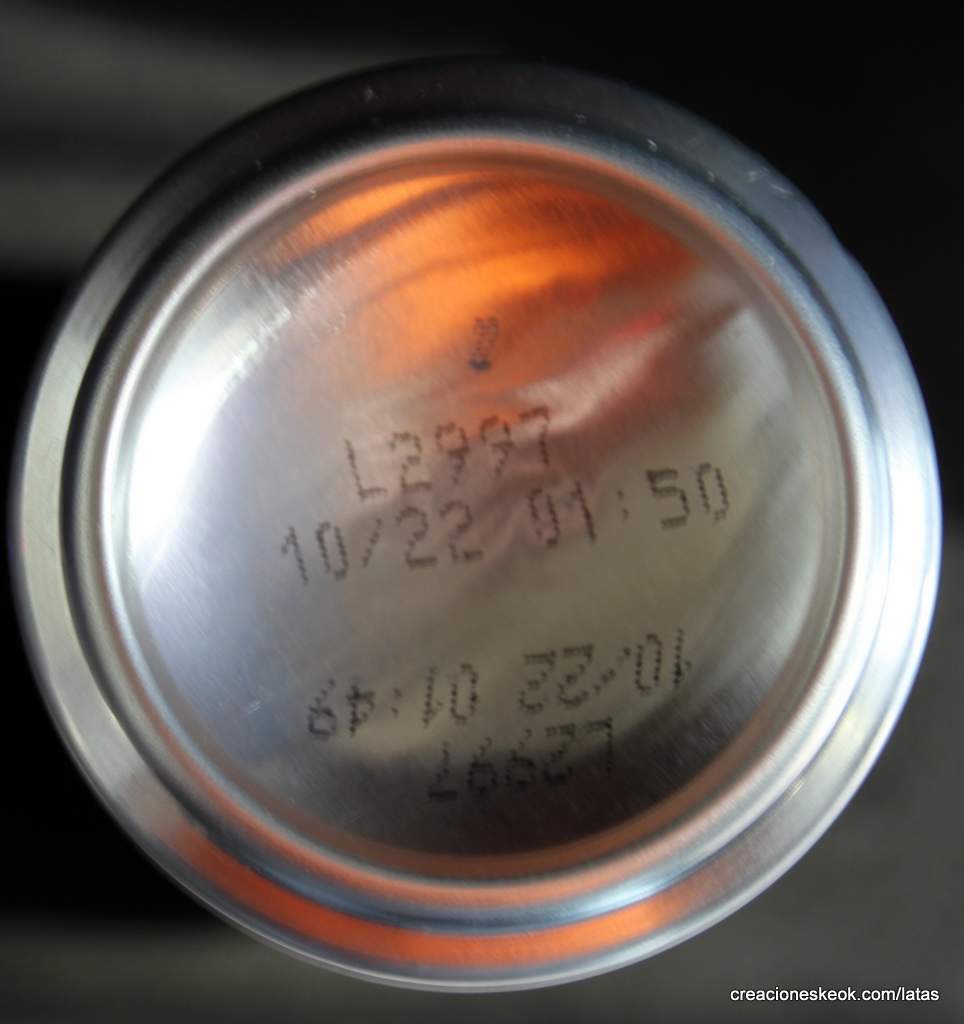 L2997
10/22 01:50
L2997
10/22 01:49
creacioneskeok.com/latas